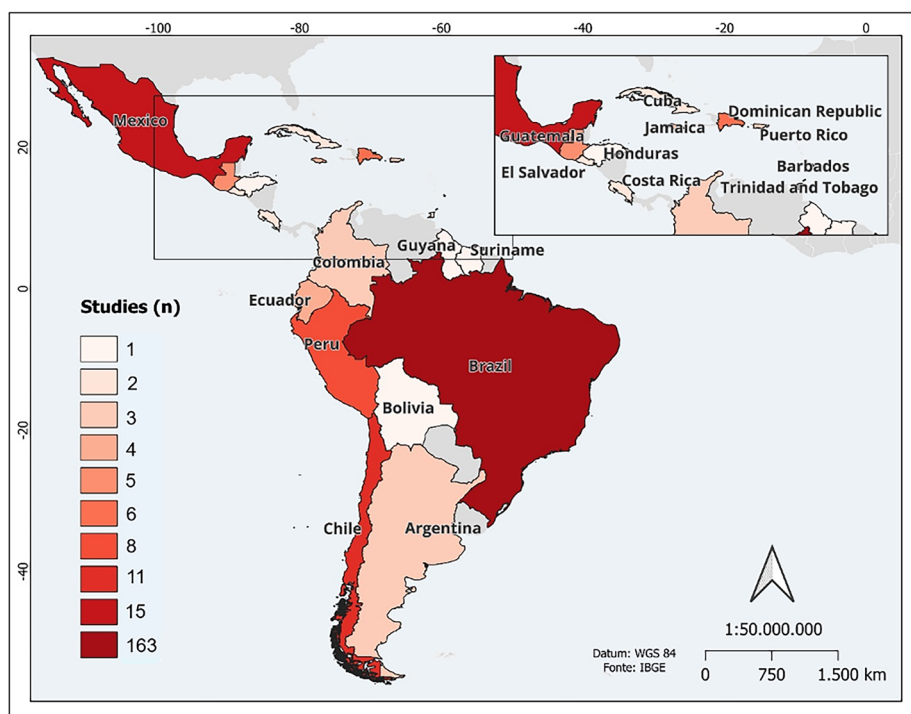 -100
-80
-60
-40
-20
0
20
0
-20
-40
Mexico
Cuba
Dominican Republic
Jamaica
Puerto Rico
Guatemala
Honduras
El Salvador
Barbados
Costa Rica
Trinidad and Tobago
Guyana
Suriname
Colombia
Ecuador
Peru
Brazil
Bolivia
Chile
Argentina
Studies (n)
1
2
3
4
5
6
8
11
15
163
1:50.000.000
Datum: WGS 84
Fonte: IBGE
0 750 1.500 km